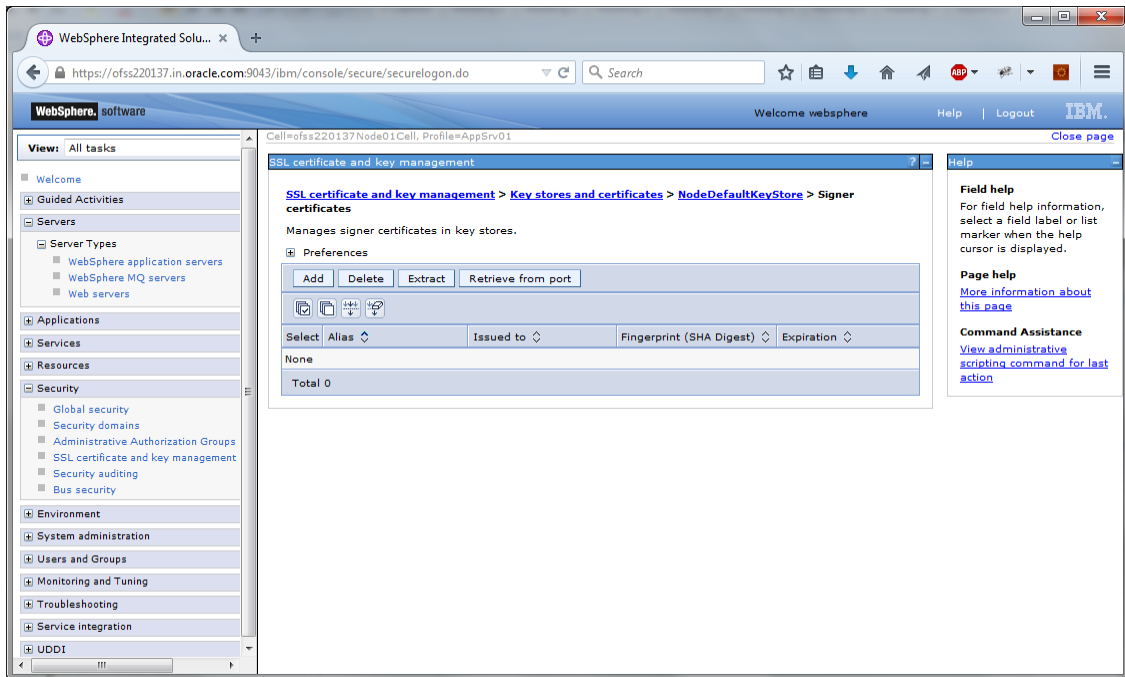 WebSphere Integrated Solu...
https://ofss220137.in.oracle.com:9043/ibm/console/secure/securelogon.do
Search
ABP
WebSphere. software
Welcome websphere
Help | Logout
IBM.
View: All tasks
Welcome
Guided Activities
Servers
Server Types
WebSphere application servers
WebSphere MQ servers
Web servers
Applications
Services
Resources
Security
Global security
Security domains
Administrative Authorization Groups
SSL certificate and key management
Security auditing
Bus security
Environment
System administration
Users and Groups
Monitoring and Tuning
Troubleshooting
Service integration
UDDI
Cell=ofss220137Node01Cell, Profile=AppSrv01
Close page
SSL certificate and key management
? -
SSL certificate and key management > Key stores and certificates > NodeDefaultKeyStore > Signer
certificates
Manages signer certificates in key stores.
Preferences
Add Delete Extract Retrieve from port
Select Alias Issued to Fingerprint (SHA Digest) Expiration
None
Total 0
Help
Field help
For field help information,
select a field label or list
marker when the help
cursor is displayed.
Page help
More information about
this page
Command Assistance
View administrative
scripting command for last
action